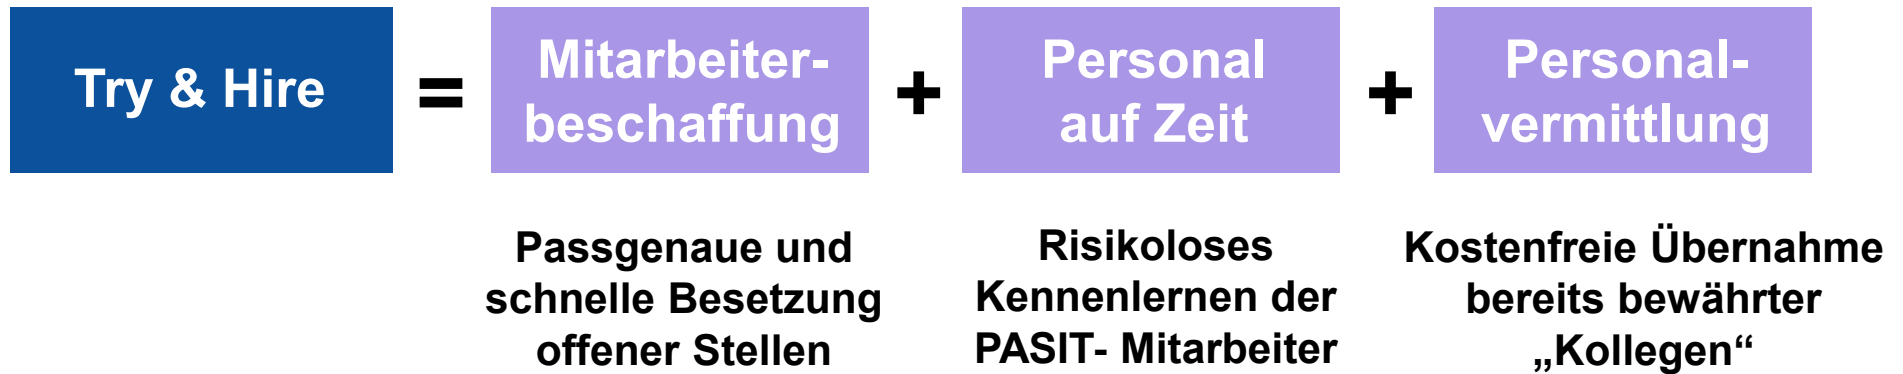 Try & Hire
=
Mitarbeiter-
beschaffung
+
Personal
auf Zeit
+
Personal-
vermittlung
Passgenaue und
schnelle Besetzung
offener Stellen
Risikoloses
Kennenlernen der
PASIT- Mitarbeiter
Kostenfreie Übernahme
bereits bewährter
„Kollegen“